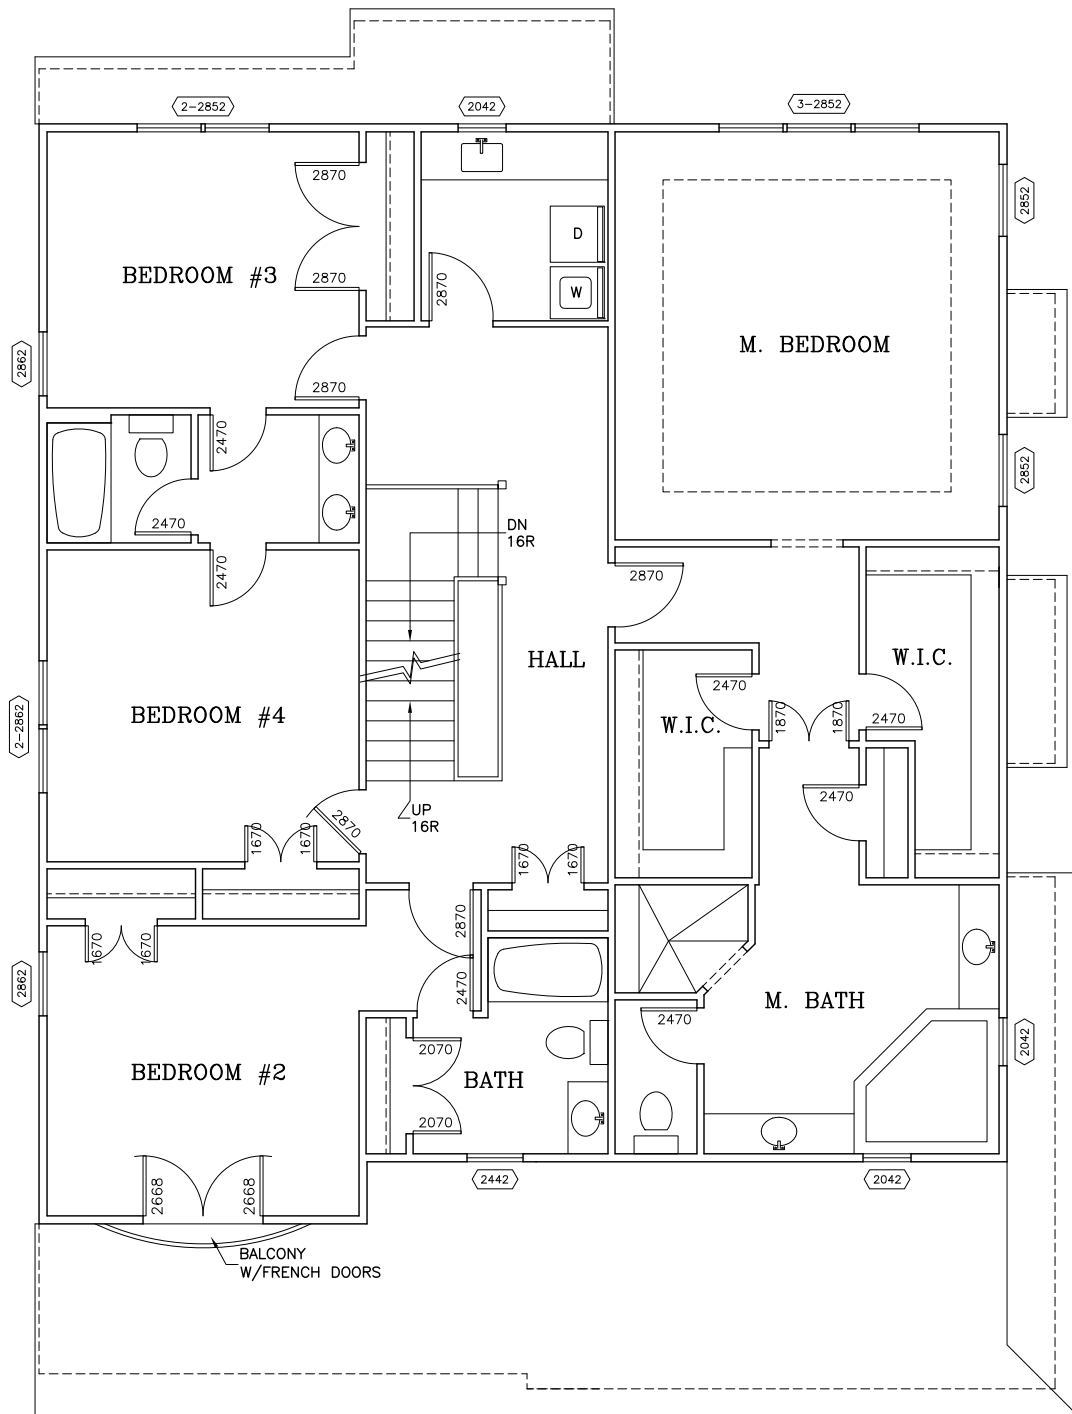 2-2852
2042
3-2852
2870
2852
D
BEDROOM #3
2870
2870
W
M. BEDROOM
2862
2870
2470
2852
2470
DN
16R
2470
2870
HALL
W.I.C.
2470
BEDROOM #4
W.I.C.
1870
1870
2470
2-2862
2470
UP
16R
2870
1670
1670
1670
1670
2870
1670
1670
2862
2470
M. BATH
2470
2042
2070
BEDROOM #2
BATH
2070
2442
2042
2668
2668
BALCONY
W/FRENCH DOORS